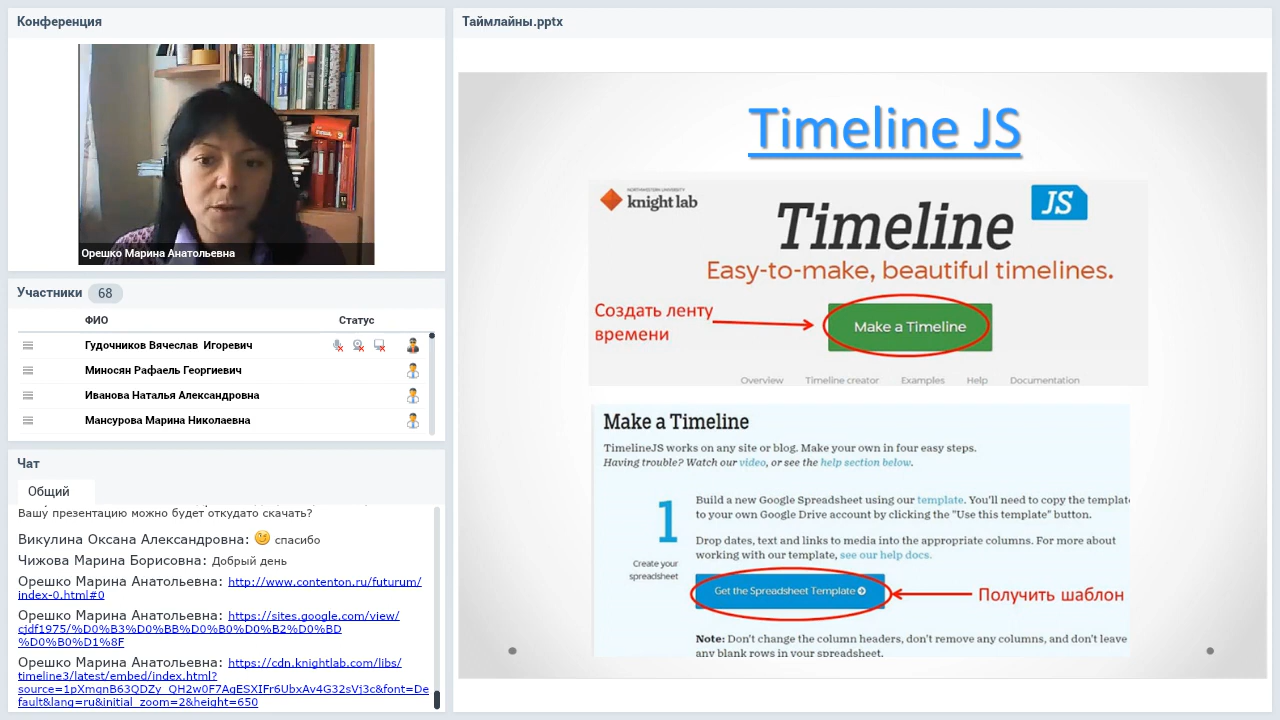 Конференция
Орешко Марина Анатольевна
Участники 68
ФИО Статус
Гудочников Вячеслав Игоревич
Миносян Рафаель Георгиевич
Иванова Наталья Александровна
Мансурова Марина Николаевна
Чат
Общий
Вашу презентацию можно будет откудато скачать?
Викулина Оксана Александровна: спасибо
Чижова Марина Борисовна: Добрый день
Орешко Марина Анатольевна: http://www.contenton.ru/futurum/
index-0.html#0
Орешко Марина Анатольевна: https://sites.google.com/view/
cjdf1975/%D0%B3%D0%BB%D0%B0%D0%B2%D0%BD
%D0%B0%D1%8F
Орешко Марина Анатольевна: https://cdn.knightlab.com/libs/
timeline3/latest/embed/index.html?
source=1pXmqnB63QDZy_QH2w0F7AgESXIFr6UbxAv4G32sVj3c&font=De
fault&lang=ru&initial_zoom=2&height=650
Таймлайны.pptx
Timeline JS
NORTHWESTERN UNIVERSITY
knight lab
Timeline
JS
Easy-to-make, beautiful timelines.
Создать ленту
времени
Make a Timeline
Overview Timeline creator Examples Help Documentation
Make a Timeline
TimelineJS works on any site or blog. Make your own in four easy steps.
Having trouble? Watch our video, or see the help section below.
1
Create your
spreadsheet
Build a new Google Spreadsheet using our template. You'll need to copy the template
to your own Google Drive account by clicking the "Use this template" button.
Drop dates, text and links to media into the appropriate columns. For more about
working with our template, see our help docs.
Get the Spreadsheet Template
Получить шаблон
Note: Don't change the column headers, don't remove any columns, and don't leave
any blank rows in your spreadsheet.